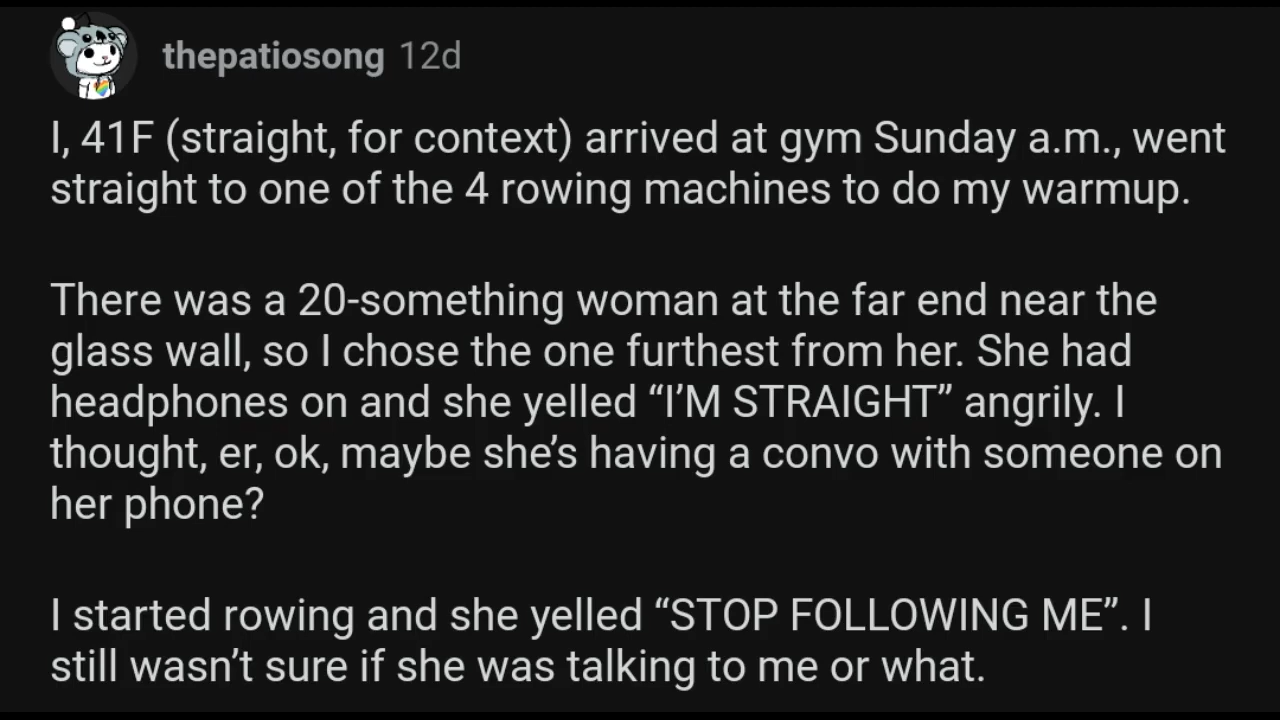 thepatiosong 12d
I, 41F (straight, for context) arrived at gym Sunday a.m., went
straight to one of the 4 rowing machines to do my warmup.
There was a 20-something woman at the far end near the
glass wall, so I chose the one furthest from her. She had
headphones on and she yelled “I’M STRAIGHT” angrily. I
thought, er, ok, maybe she’s having a convo with someone on
her phone?
I started rowing and she yelled “STOP FOLLOWING ME”. I
still wasn’t sure if she was talking to me or what.